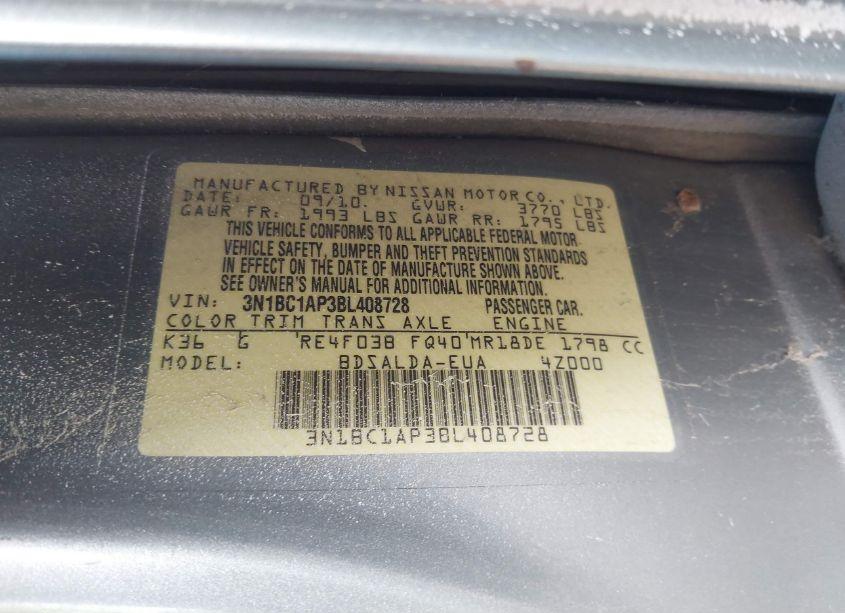 MANUFACTURED BY NISSAN MOTOR CO., LTD.
DATE: 09/10. GVWR: 3770 LBS
GAWR FR: 1993 LBS GAWR RR: 1795 LBS
THIS VEHICLE CONFORMS TO ALL APPLICABLE FEDERAL MOTOR
VEHICLE SAFETY, BUMPER AND THEFT PREVENTION STANDARDS
IN EFFECT ON THE DATE OF MANUFACTURE SHOWN ABOVE.
SEE OWNER'S MANUAL FOR ADDITIONAL INFORMATION.
VIN: 3N1BC1AP3BL408728 PASSENGER CAR.
COLOR TRIM TRANS AXLE ENGINE
K36 G RE4F03B FQ40 MR18DE 1798 CC
MODEL: BDSALDA-EUA 4Z000
3N1BC1AP3BL408728